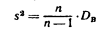 s² = n / (n − 1) · D_B